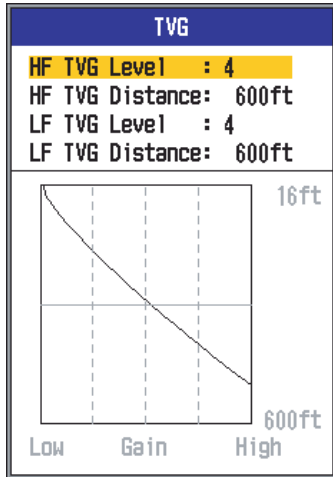 TVG
HF TVG Level : 4
HF TVG Distance: 600ft
LF TVG Level : 4
LF TVG Distance: 600ft
16ft
600ft
Low Gain High